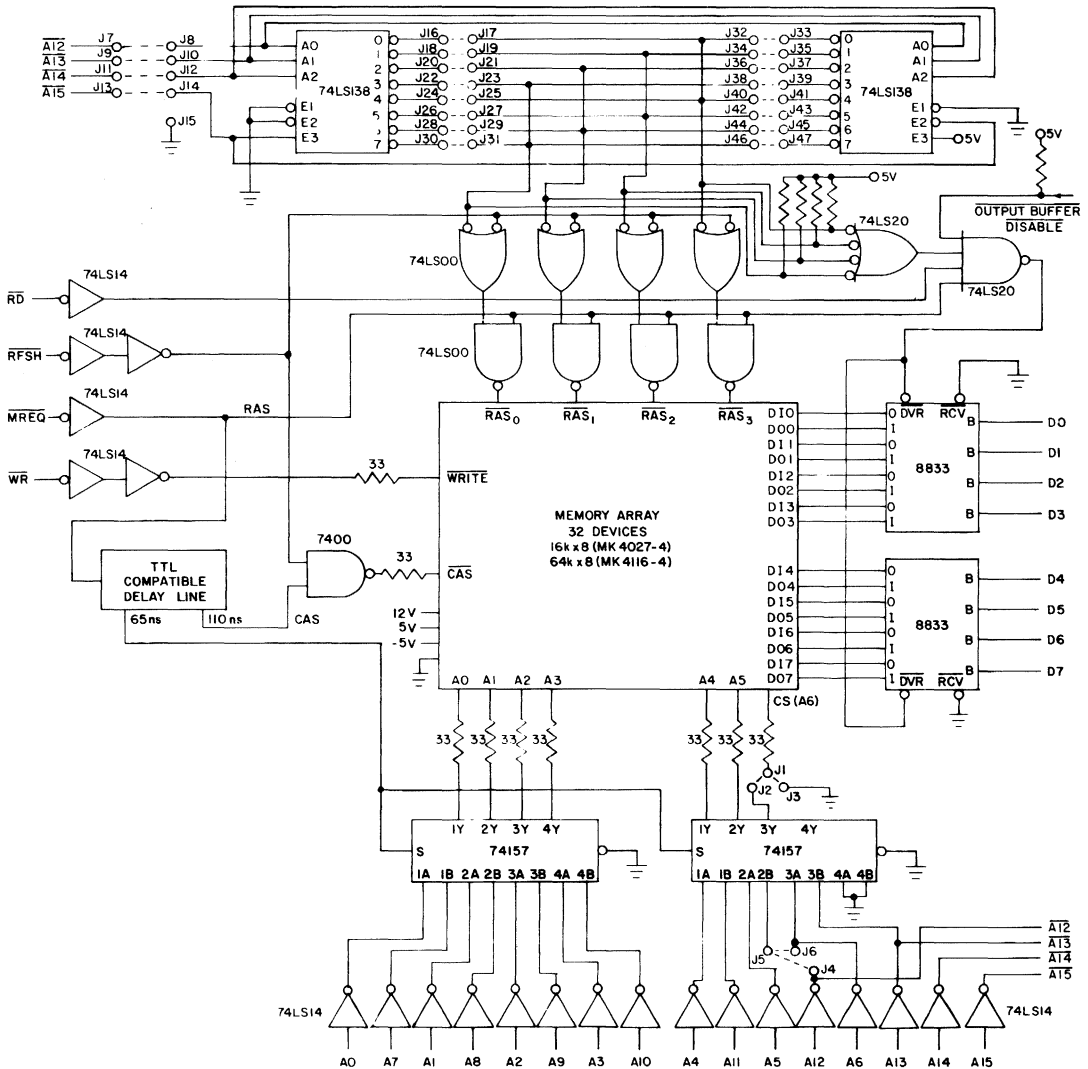 A12 J7 J8 A0 0 J16 J17 J32 J33 0 A0
A13 J9 J10 A1 1 J18 J19 J34 J35 1 A1
A14 J11 J12 A2 2 J20 J21 J36 J37 2 A2
A15 J13 J14 3 J22 J23 J38 J39 3
74LS138 4 J24 J25 J40 J41 4 74LS138
E1 5 J26 J27 J42 J43 5 E1
J15 E2 6 J28 J29 J44 J45 6 E2
E3 7 J30 J31 J46 J47 7 E3 5V
5V
5V
OUTPUT BUFFER
DISABLE
74LS20
74LS20
74LS00
74LS00
RD 74LS14
RFSH 74LS14
MREQ 74LS14 RAS
WR 74LS14
33 WRITE
RAS0 RAS1 RAS2 RAS3
MEMORY ARRAY
32 DEVICES
16k x 8 (MK 4027-4)
64k x 8 (MK 4116-4)
7400 33 CAS
TTL
COMPATIBLE
DELAY LINE
65ns 110ns CAS
12V
5V
-5V
DI0 0 DVR RCV
DO0 1 B D0
DI1 0
DO1 1 B D1
DI2 0 8833
DO2 1 B D2
DI3 0
DO3 1 B D3
DI4 0
DO4 1 B D4
DI5 0
DO5 1 B D5
DI6 0 8833
DO6 1 B D6
DI7 0
DO7 1 B D7
DVR RCV
A0 A1 A2 A3 A4 A5 CS (A6)
33 33 33 33 33 33 33
J1
J2 J3
1Y 2Y 3Y 4Y
S 74157
1A 1B 2A 2B 3A 3B 4A 4B
1Y 2Y 3Y 4Y
S 74157
1A 1B 2A 2B 3A 3B 4A 4B
J5 J6
J4
A12
A13
A14
A15
74LS14 74LS14
A0 A7 A1 A8 A2 A9 A3 A10 A4 A11 A5 A12 A6 A13 A14 A15